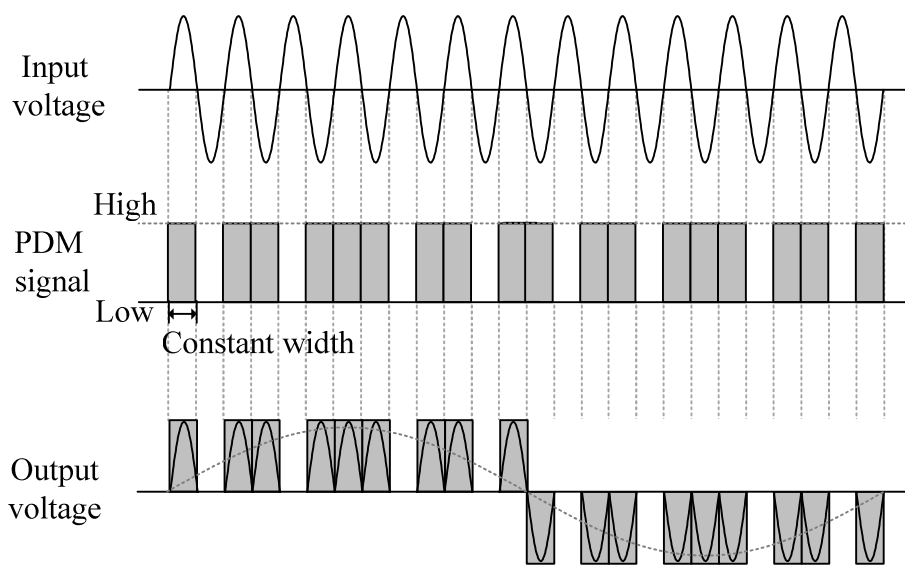 Input
voltage
High
PDM
signal
Low
Constant width
Output
voltage